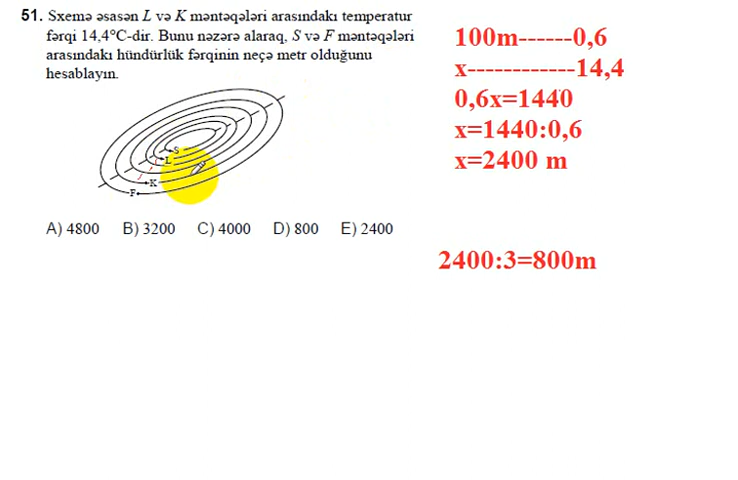 51. Sxemə əsasən L və K məntəqələri arasındakı temperatur
fərqi 14,4°C-dir. Bunu nəzərə alaraq, S və F məntəqələri
arasındakı hündürlük fərqinin neçə metr olduğunu
hesablayın.
S
L
K
F
A) 4800 B) 3200 C) 4000 D) 800 E) 2400
100m------0,6
x------------14,4
0,6x=1440
x=1440:0,6
x=2400 m
2400:3=800m